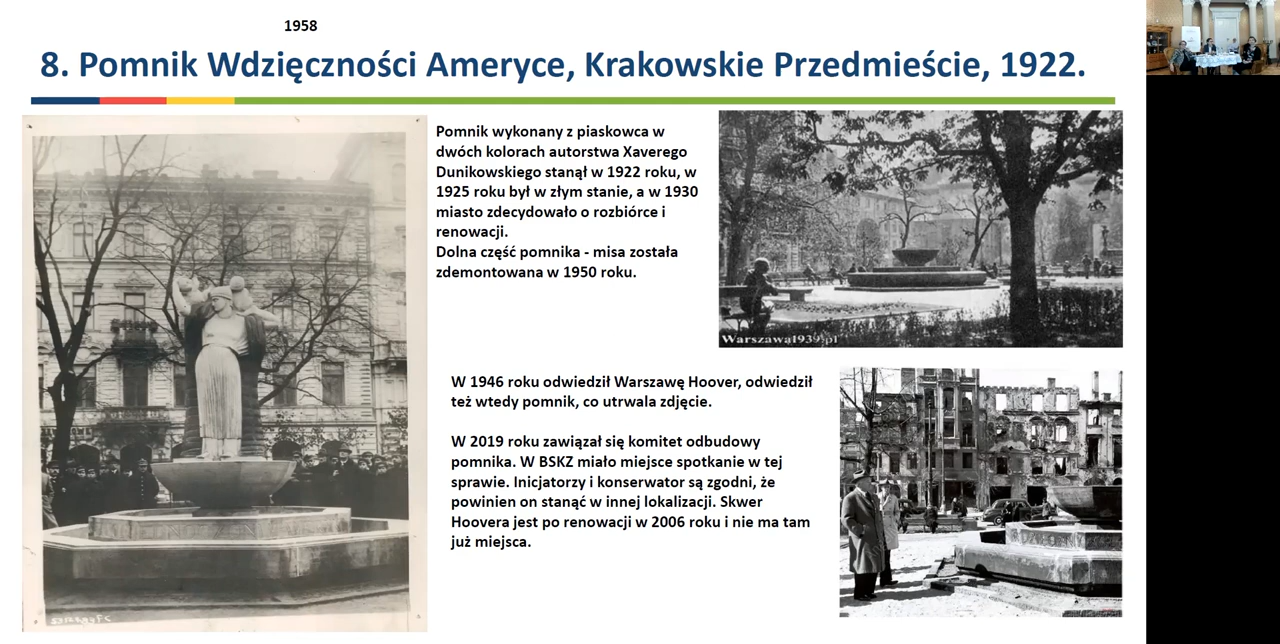 1958
8. Pomnik Wdzięczności Ameryce, Krakowskie Przedmieście, 1922.
Pomnik wykonany z piaskowca w
dwóch kolorach autorstwa Xaverego
Dunikowskiego stanął w 1922 roku, w
1925 roku był w złym stanie, a w 1930
miasto zdecydowało o rozbiórce i
renowacji.
Dolna część pomnika - misa została
zdemontowana w 1950 roku.
Warszawa1939.pl
W 1946 roku odwiedził Warszawę Hoover, odwiedził
też wtedy pomnik, co utrwala zdjęcie.
W 2019 roku zawiązał się komitet odbudowy
pomnika. W BSKZ miało miejsce spotkanie w tej
sprawie. Inicjatorzy i konserwator są zgodni, że
powinien on stanąć w innej lokalizacji. Skwer
Hoovera jest po renowacji w 2006 roku i nie ma tam
już miejsca.